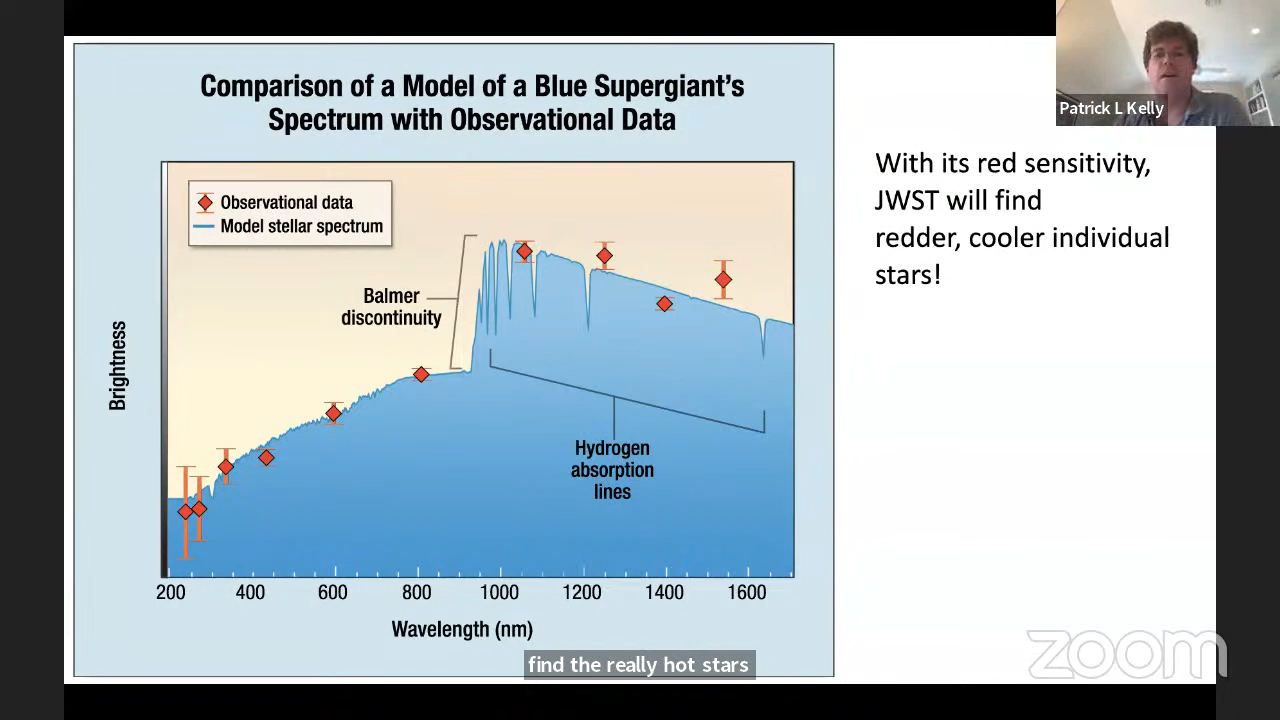 Comparison of a Model of a Blue Supergiant's
Spectrum with Observational Data
Observational data
Model stellar spectrum
Balmer
discontinuity
Hydrogen
absorption
lines
Brightness
200 400 600 800 1000 1200 1400 1600
Wavelength (nm)
With its red sensitivity,
JWST will find
redder, cooler individual
stars!
Patrick L Kelly
find the really hot stars
zoom